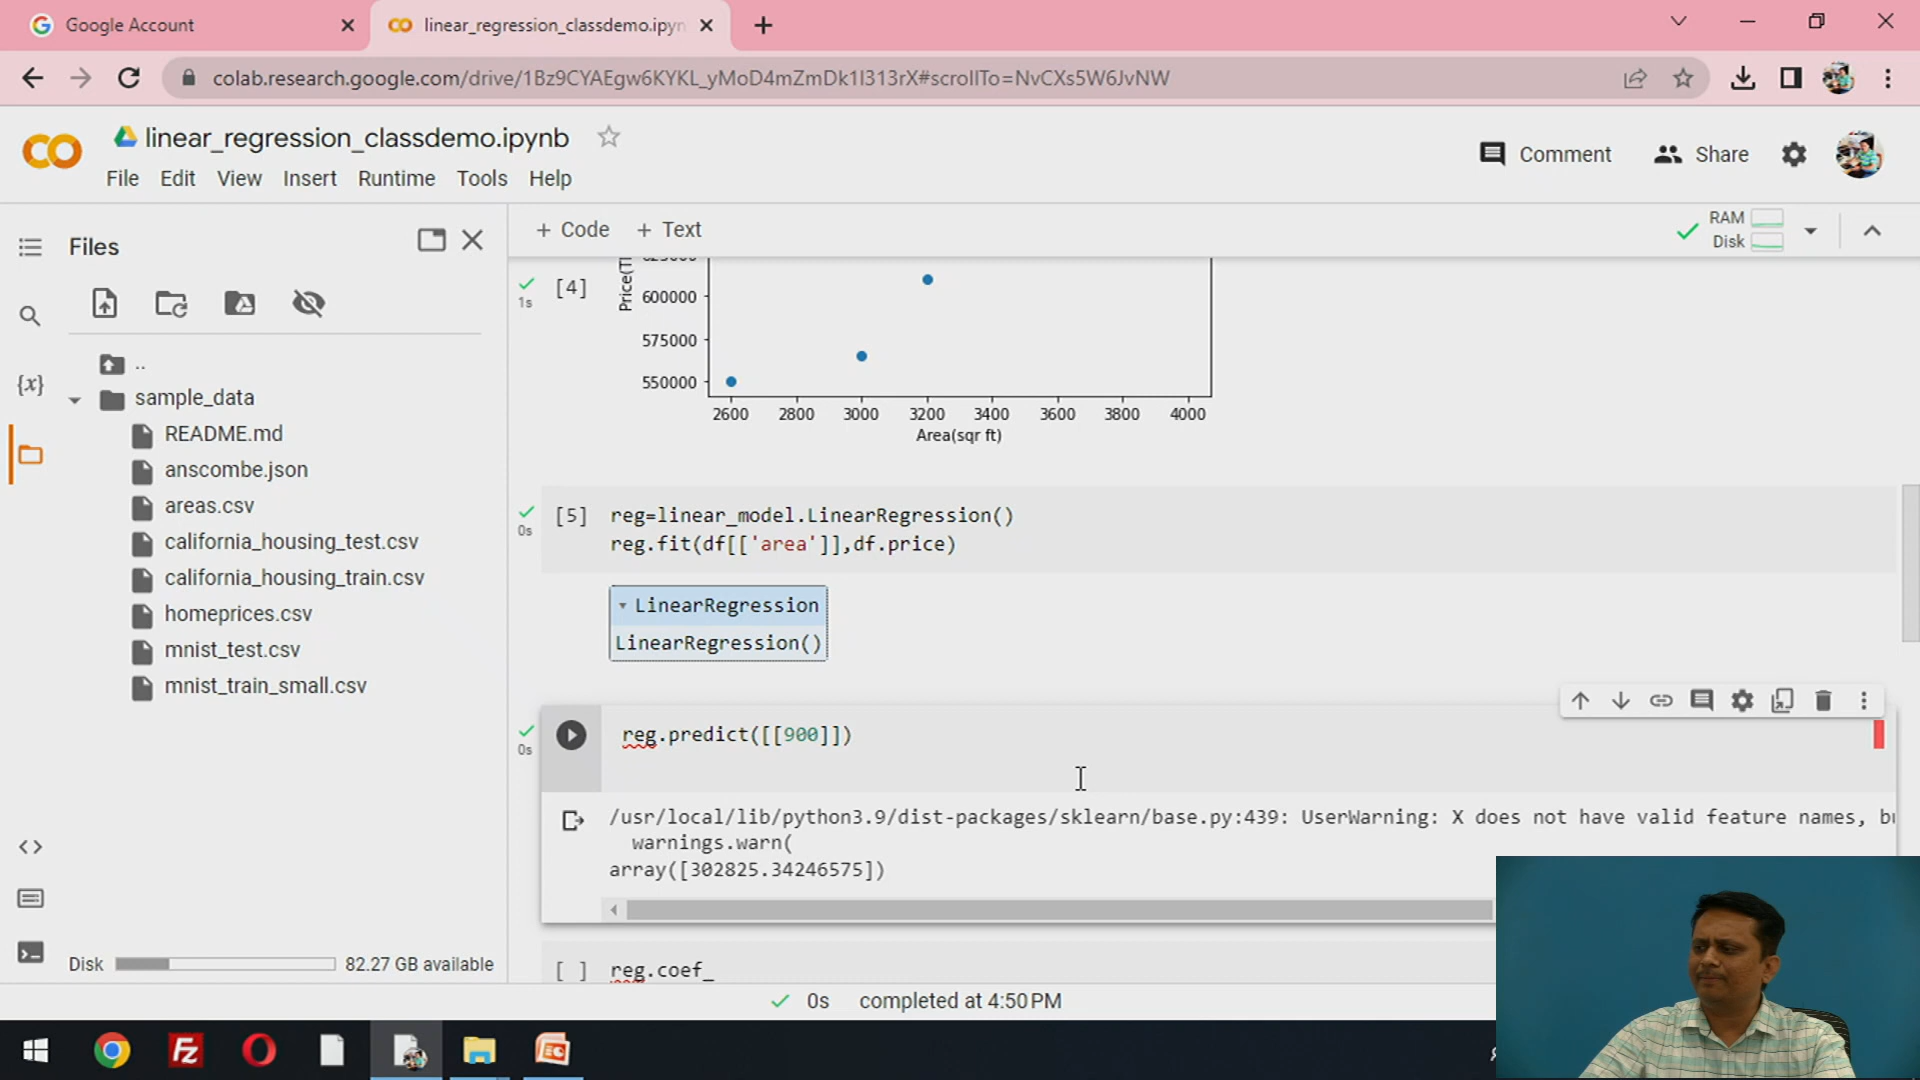 Google Account
linear_regression_classdemo.ipyn
colab.research.google.com/drive/1Bz9CYAEgw6KYKL_yMoD4mZmDk1I313rX#scrollTo=NvCXs5W6JvNW
linear_regression_classdemo.ipynb
Comment
Share
File Edit View Insert Runtime Tools Help
Files
+ Code + Text
RAM
Disk
..
sample_data
README.md
anscombe.json
areas.csv
california_housing_test.csv
california_housing_train.csv
homeprices.csv
mnist_test.csv
mnist_train_small.csv
Disk
82.27 GB available
1s
[4]
600000
575000
550000
2600 2800 3000 3200 3400 3600 3800 4000
Area(sqr ft)
0s
[5]
reg=linear_model.LinearRegression()
reg.fit(df[['area']],df.price)
LinearRegression
LinearRegression()
0s
reg.predict([[900]])
/usr/local/lib/python3.9/dist-packages/sklearn/base.py:439: UserWarning: X does not have valid feature names,
warnings.warn(
array([302825.34246575])
[ ]
reg.coef_
0s completed at 4:50 PM